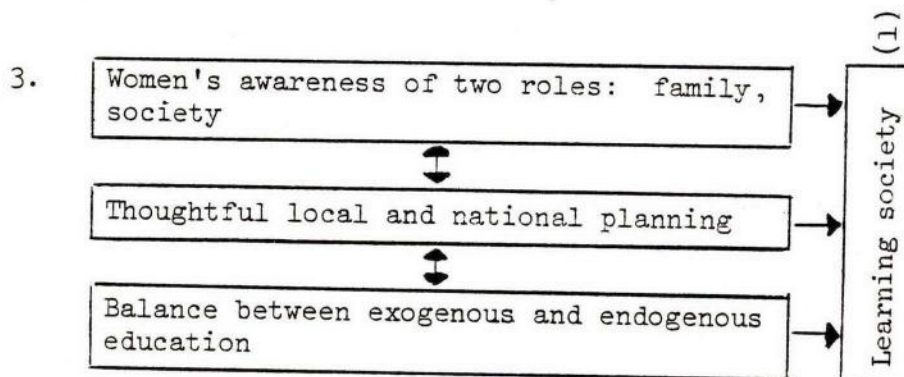 3.
Women's awareness of two roles: family,
society
Thoughtful local and national planning
Balance between exogenous and endogenous
education
Learning society (1)